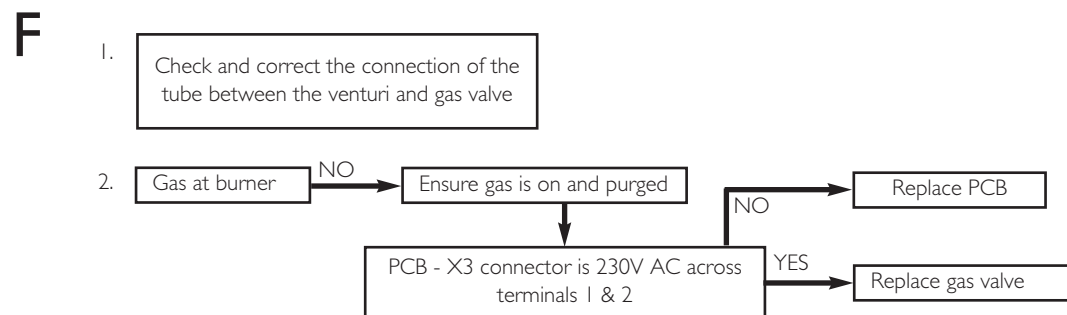 F
1.
Check and correct the connection of the
tube between the venturi and gas valve
2.
Gas at burner
NO
Ensure gas is on and purged
NO
Replace PCB
PCB - X3 connector is 230V AC across
terminals 1 & 2
YES
Replace gas valve